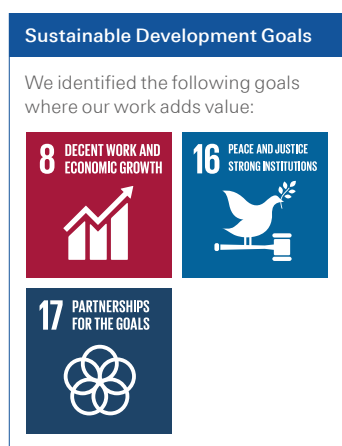 Sustainable Development Goals
We identified the following goals
where our work adds value:
8 DECENT WORK AND
ECONOMIC GROWTH
16 PEACE AND JUSTICE
STRONG INSTITUTIONS
17 PARTNERSHIPS
FOR THE GOALS